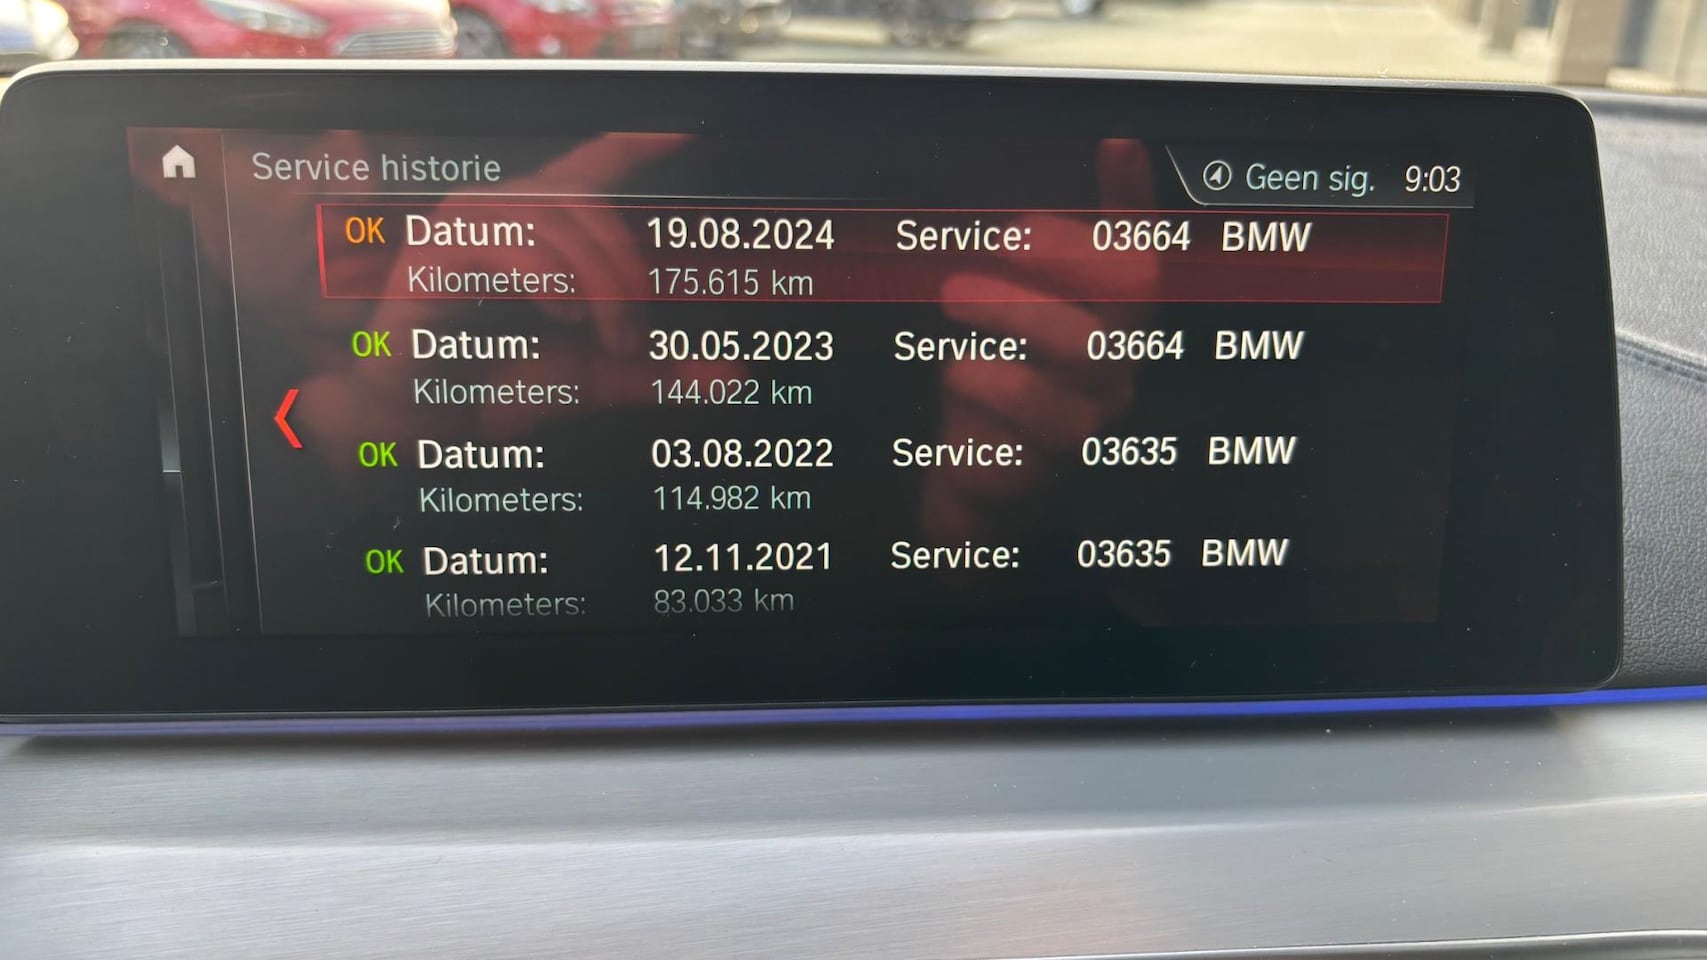 Service historie
Geen sig. 9:03
OK Datum: 19.08.2024 Service: 03664 BMW
Kilometers: 175.615 km
OK Datum: 30.05.2023 Service: 03664 BMW
Kilometers: 144.022 km
OK Datum: 03.08.2022 Service: 03635 BMW
Kilometers: 114.982 km
OK Datum: 12.11.2021 Service: 03635 BMW
Kilometers: 83.033 km